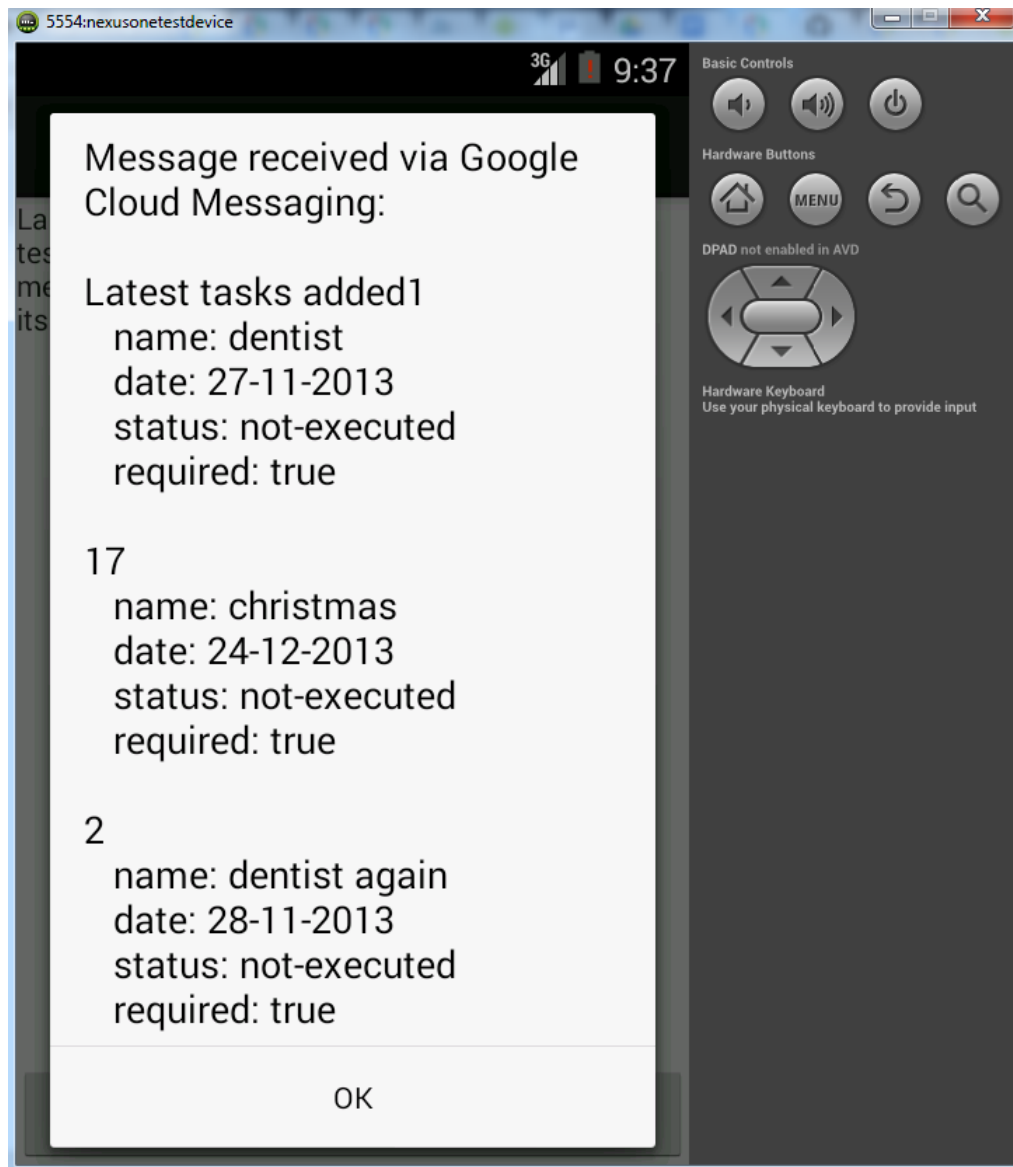 5554:nexusonetestdevice
3G 9:37
Message received via Google
Cloud Messaging:
Latest tasks added1
name: dentist
date: 27-11-2013
status: not-executed
required: true
17
name: christmas
date: 24-12-2013
status: not-executed
required: true
2
name: dentist again
date: 28-11-2013
status: not-executed
required: true
OK
Basic Controls
Hardware Buttons
MENU
DPAD not enabled in AVD
Hardware Keyboard
Use your physical keyboard to provide input